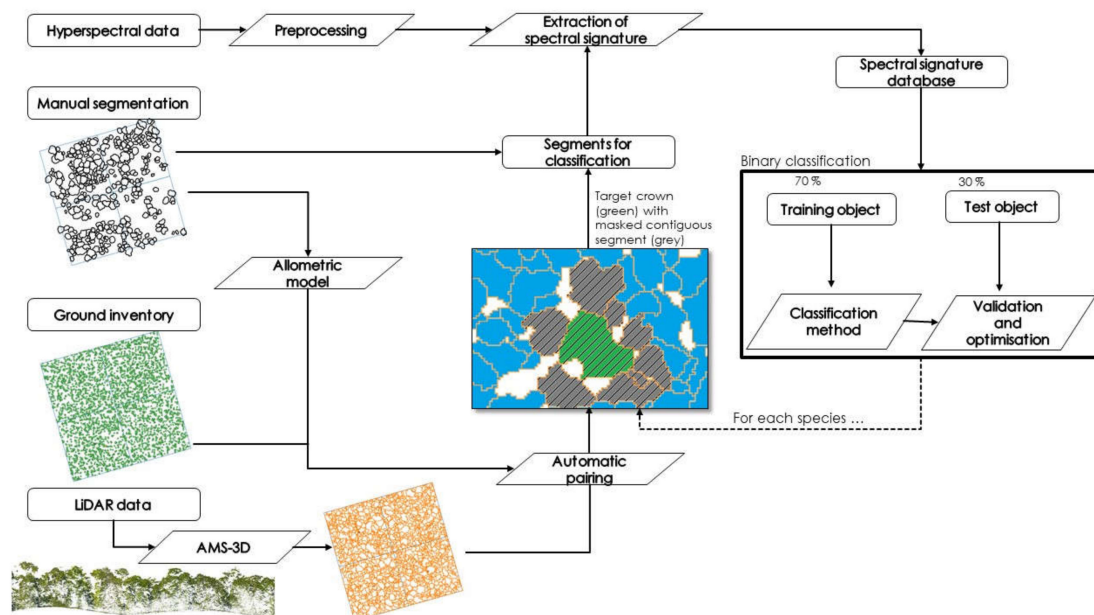 Hyperspectral data
Preprocessing
Extraction of
spectral signature
Spectral signature
database
Manual segmentation
Segments for
classification
Binary classification
70 %
30 %
Training object
Test object
Target crown
(green) with
masked contiguous
segment (grey)
Allometric
model
Classification
method
Validation
and
optimisation
Ground inventory
For each species ...
Automatic
pairing
LiDAR data
AMS-3D